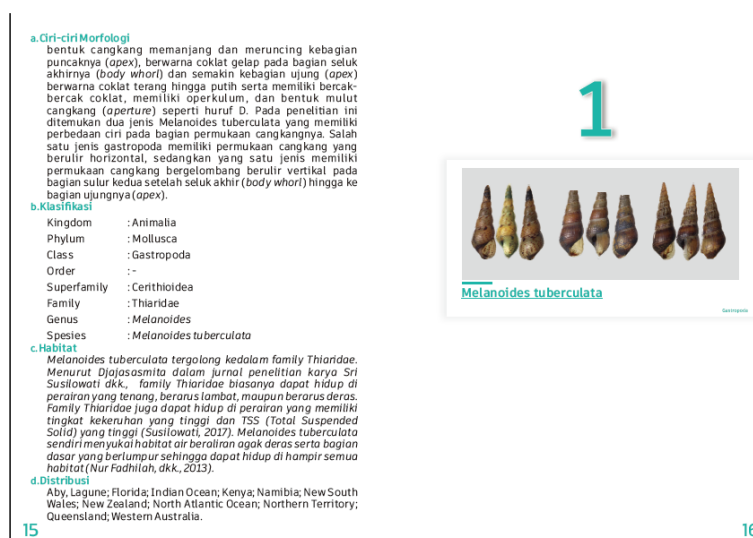 a.Ciri-ciri Morfologi
bentuk cangkang memanjang dan meruncing kebagian
puncaknya (apex), berwarna coklat gelap pada bagian seluk
akhirnya (body whorl) dan semakin kebagian ujung (apex)
berwarna coklat terang hingga putih serta memiliki bercak-
bercak coklat, memiliki operkulum, dan bentuk mulut
cangkang (aperture) seperti huruf D. Pada penelitian ini
ditemukan dua jenis Melanoides tuberculata yang memiliki
perbedaan ciri pada bagian permukaan cangkangnya. Salah
satu jenis gastropoda memiliki permukaan cangkang yang
berulir horizontal, sedangkan yang satu jenis memiliki
permukaan cangkang bergelombang berulir vertikal pada
bagian sulur kedua setelah seluk akhir (body whorl) hingga ke
bagian ujungnya (apex).
b.Klasifikasi
Kingdom : Animalia
Phylum : Mollusca
Class : Gastropoda
Order : -
Superfamily : Cerithioidea
Family : Thiaridae
Genus : Melanoides
Spesies : Melanoides tuberculata
c.Habitat
Melanoides tuberculata tergolong kedalam family Thiaridae.
Menurut Djajasasmita dalam jurnal penelitian karya Sri
Susilowati dkk., family Thiaridae biasanya dapat hidup di
perairan yang tenang, berarus lambat, maupun berarus deras.
Family Thiaridae juga dapat hidup di perairan yang memiliki
tingkat kekeruhan yang tinggi dan TSS (Total Suspended
Solid) yang tinggi (Susilowati, 2017). Melanoides tuberculata
sendiri menyukai habitat air beraliran agak deras serta bagian
dasar yang berlumpur sehingga dapat hidup di hampir semua
habitat (Nur Fadhilah, dkk., 2013).
d.Distribusi
Aby, Lagune; Florida; Indian Ocean; Kenya; Namibia; New South
Wales; New Zealand; North Atlantic Ocean; Northern Territory;
Queensland; Western Australia.
15
1
Melanoides tuberculata
Gastropoda
16